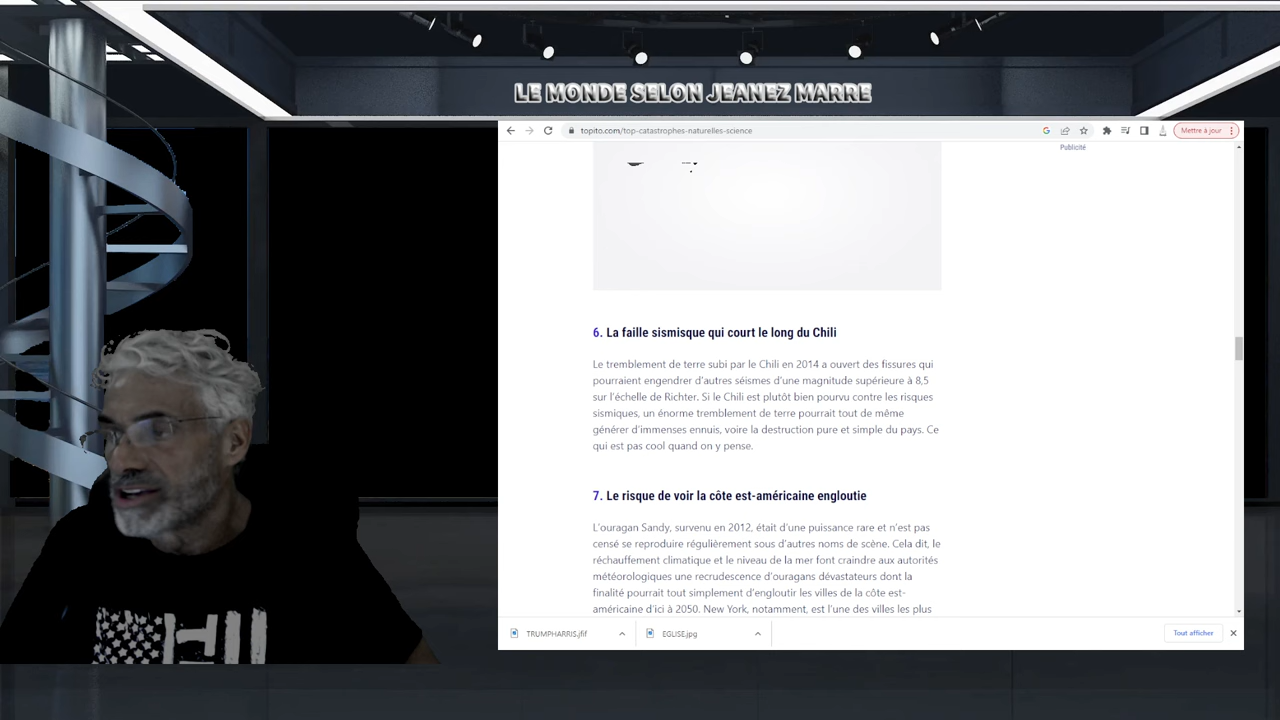 LE MONDE SELON JEANEZ MARRE
topito.com/top-catastrophes-naturelles-science
Mettre à jour
Publicité
6. La faille sismisque qui court le long du Chili
Le tremblement de terre subi par le Chili en 2014 a ouvert des fissures qui
pourraient engendrer d'autres séismes d'une magnitude supérieure à 8,5
sur l'échelle de Richter. Si le Chili est plutôt bien pourvu contre les risques
sismiques, un énorme tremblement de terre pourrait tout de même
générer d'immenses ennuis, voire la destruction pure et simple du pays. Ce
qui est pas cool quand on y pense.
7. Le risque de voir la côte est-américaine engloutie
L'ouragan Sandy, survenu en 2012, était d'une puissance rare et n'est pas
censé se reproduire régulièrement sous d'autres noms de scène. Cela dit, le
réchauffement climatique et le niveau de la mer font craindre aux autorités
météorologiques une recrudescence d'ouragans dévastateurs dont la
finalité pourrait tout simplement d'engloutir les villes de la côte est-
américaine d'ici à 2050. New York, notamment, est l'une des villes les plus
TRUMPHARRIS.jfif
EGLISE.jpg
Tout afficher